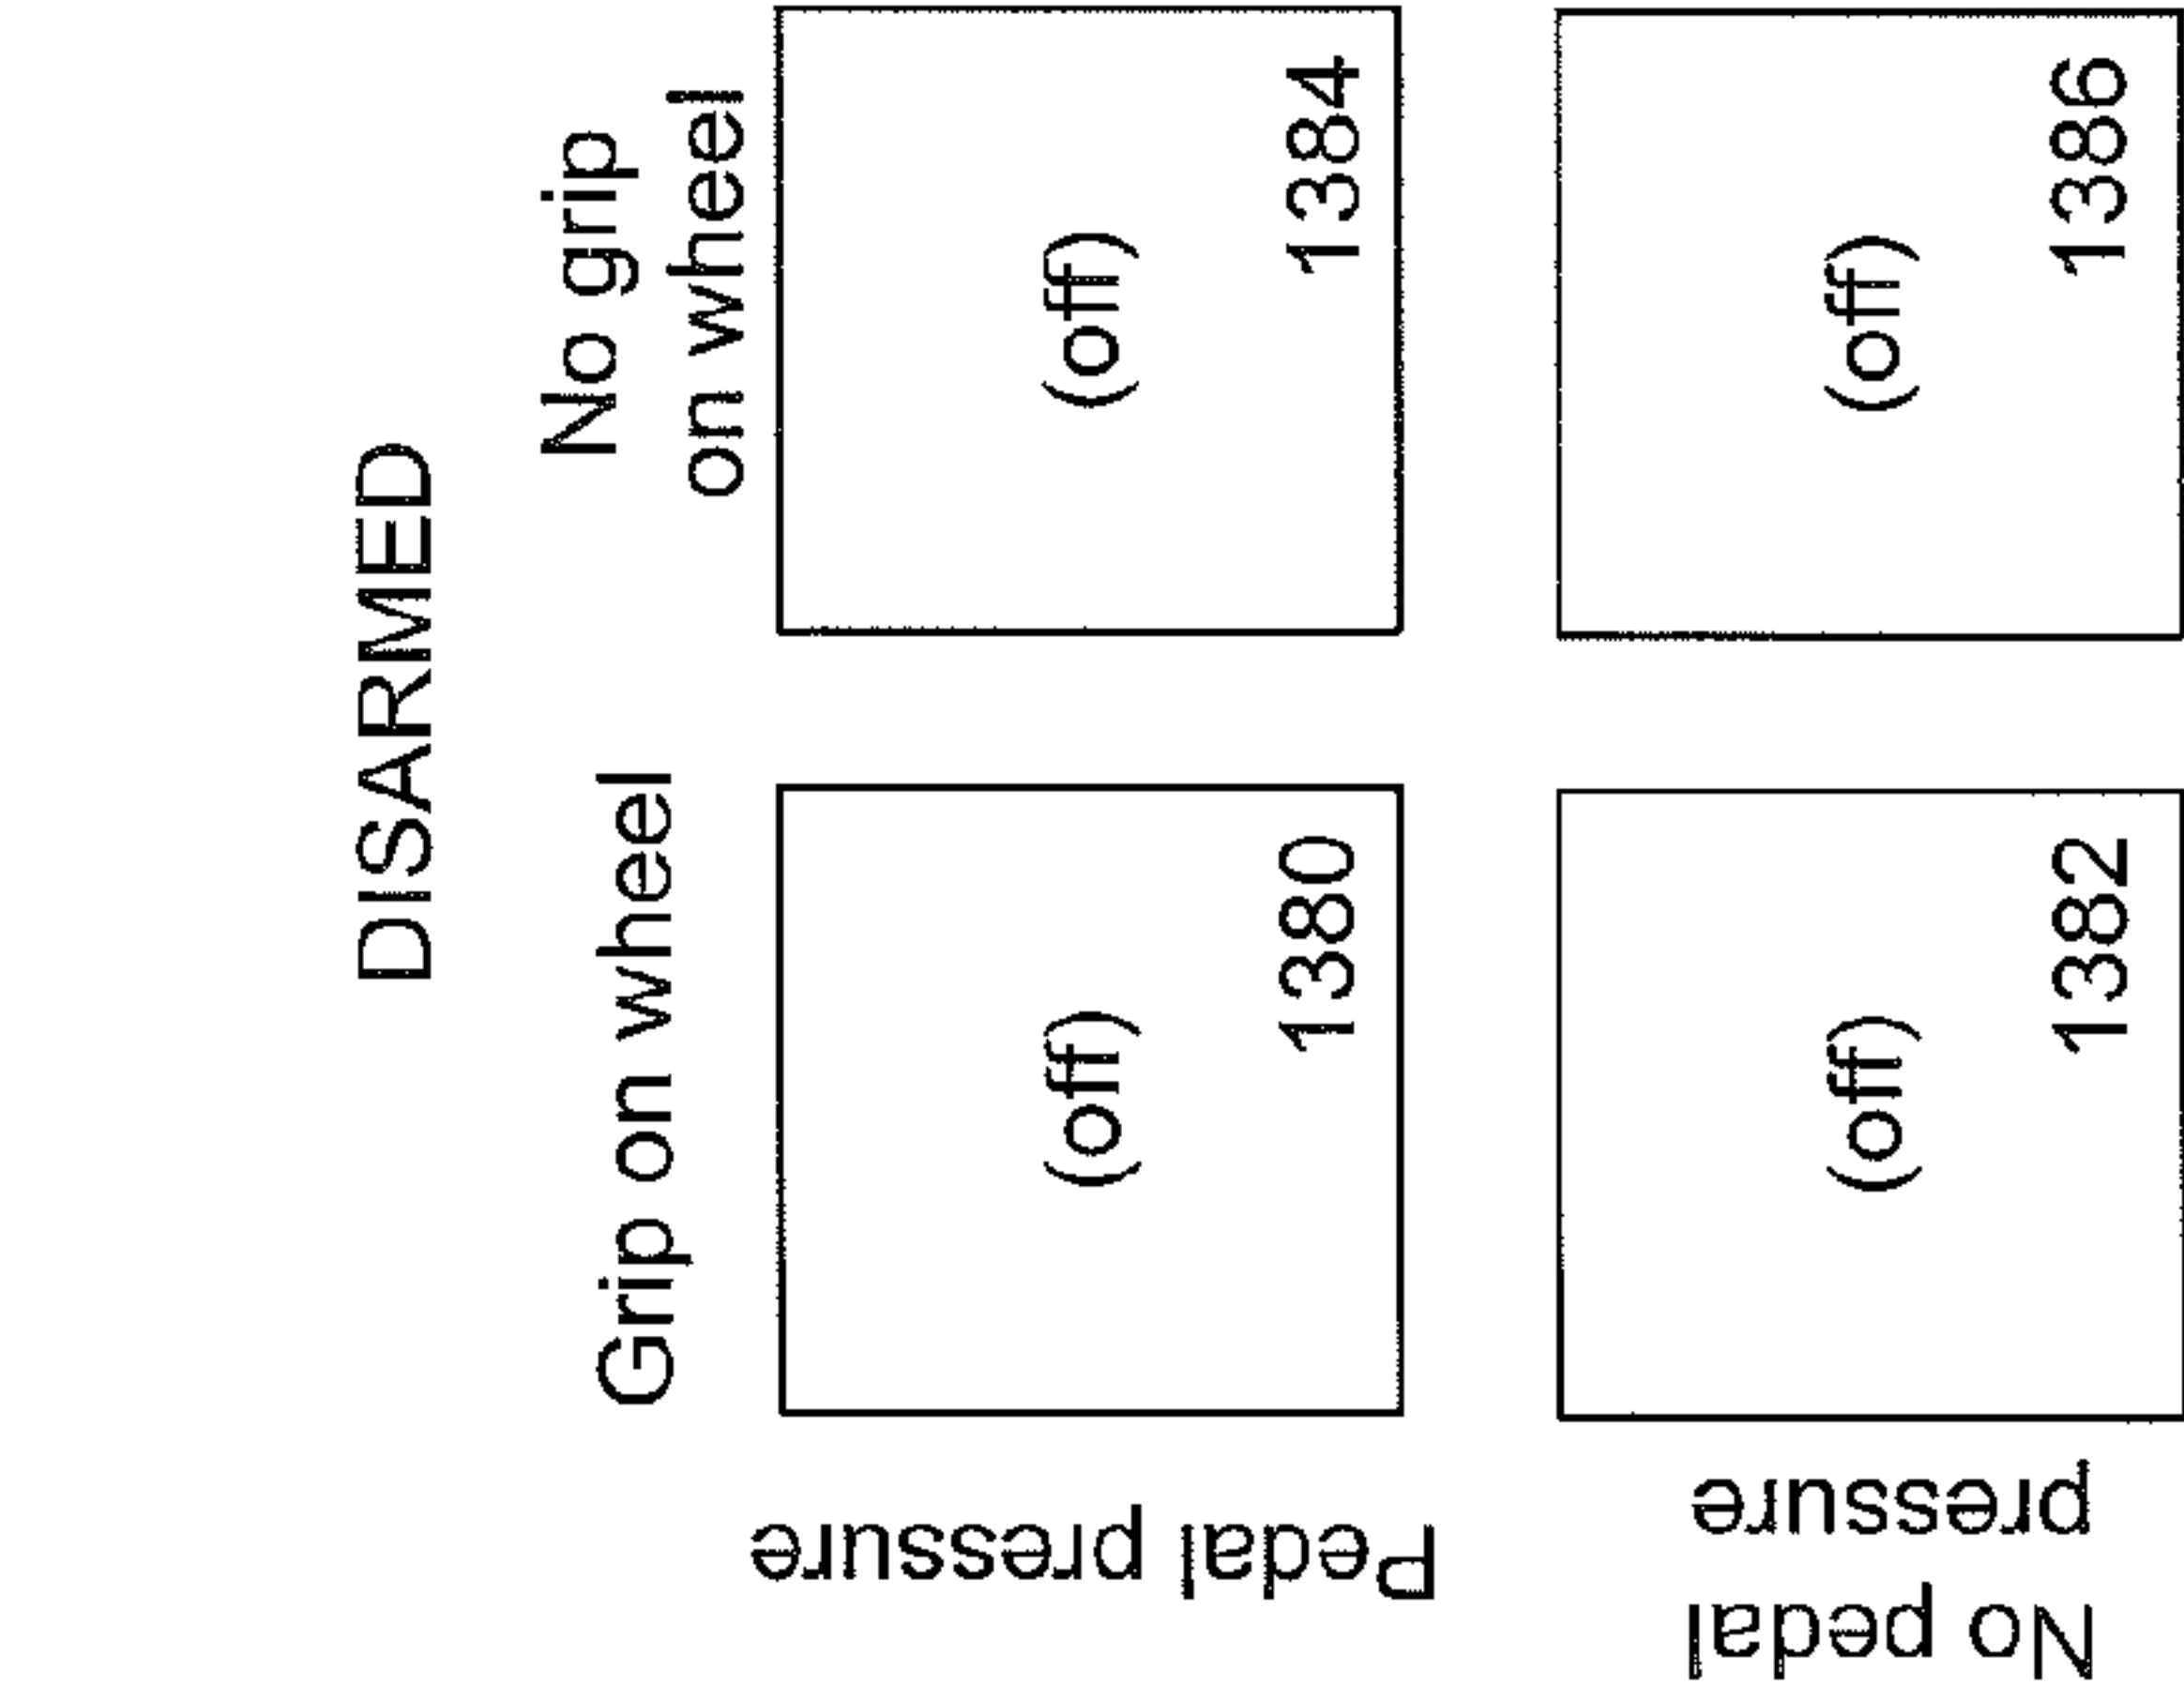 DISARMED
Grip on wheel
No grip
on wheel
Pedal pressure
(off)
1380
(off)
1384
No pedal
pressure
(off)
1382
(off)
1386